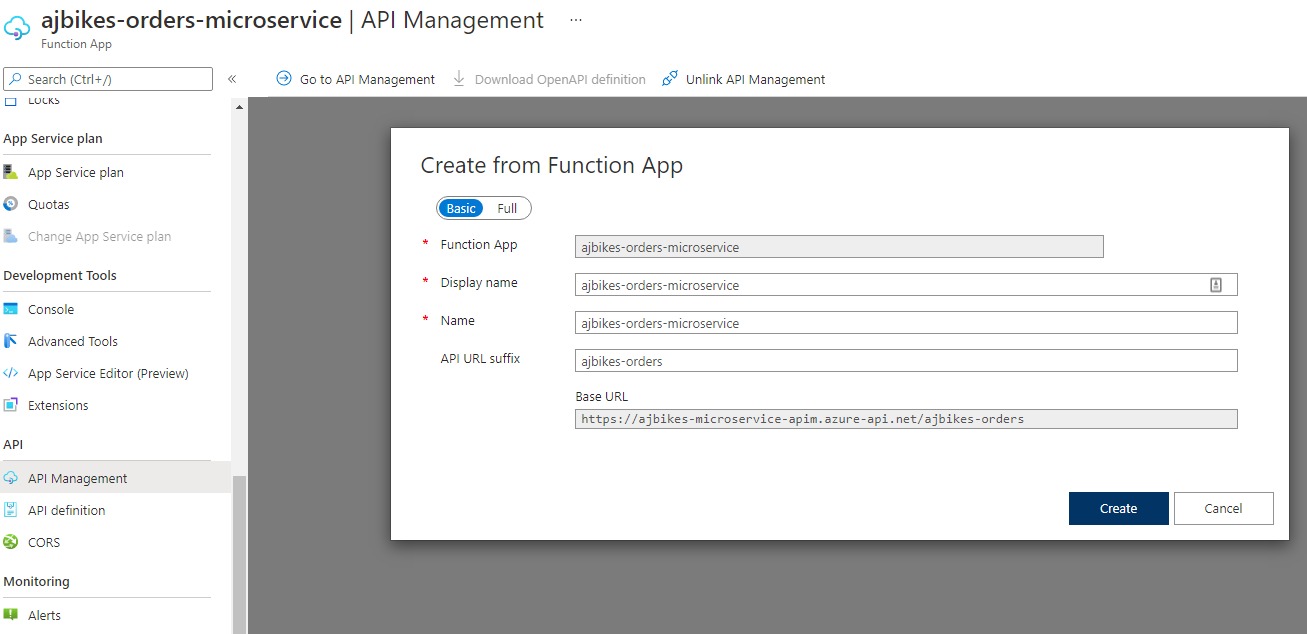 ajbikes-orders-microservice | API Management ...
Function App
Search (Ctrl+/)
«
Go to API Management
Download OpenAPI definition
Unlink API Management
Locks
App Service plan
App Service plan
Quotas
Change App Service plan
Development Tools
Console
Advanced Tools
App Service Editor (Preview)
Extensions
API
API Management
API definition
CORS
Monitoring
Alerts
Create from Function App
Basic Full
* Function App ajbikes-orders-microservice
* Display name ajbikes-orders-microservice
* Name ajbikes-orders-microservice
API URL suffix ajbikes-orders
Base URL
https://ajbikes-microservice-apim.azure-api.net/ajbikes-orders
Create Cancel